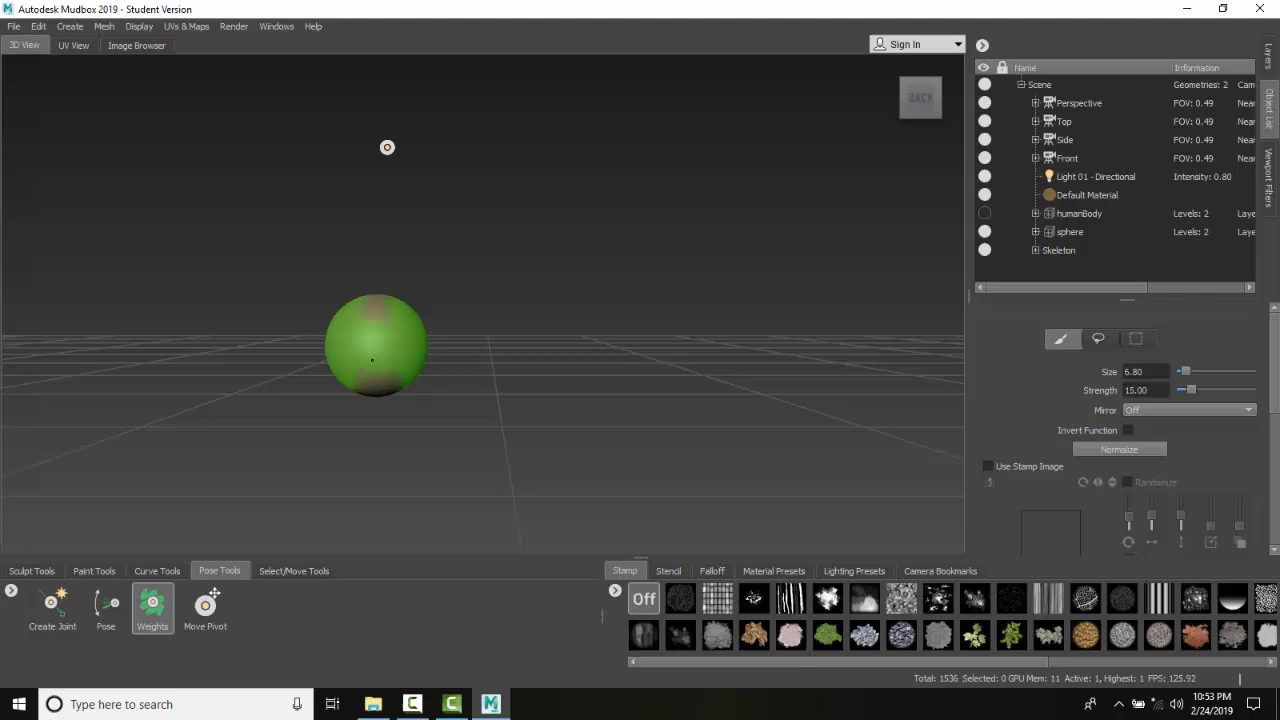 Autodesk Mudbox 2019 - Student Version
File Edit Create Mesh Display UVs & Maps Render Windows Help
3D View UV View Image Browser
Sign In
BACK
Name Information
Scene Geometries: 2 Cam
Perspective FOV: 0.49 Near
Top FOV: 0.49 Near
Side FOV: 0.49 Near
Front FOV: 0.49 Near
Light 01 - Directional Intensity: 0.80
Default Material
humanBody Levels: 2 Laye
sphere Levels: 2 Laye
Skeleton
Layers
Object List
Viewport Filters
Size 6.80
Strength 15.00
Mirror Off
Invert Function
Normalize
Use Stamp Image
Randomize
Sculpt Tools Paint Tools Curve Tools Pose Tools Select/Move Tools
Create Joint Pose Weights Move Pivot
Stamp Stencil Falloff Material Presets Lighting Presets Camera Bookmarks
Off
Total: 1536 Selected: 0 GPU Mem: 11 Active: 1, Highest: 1 FPS: 125.92
Type here to search
10:53 PM
2/24/2019